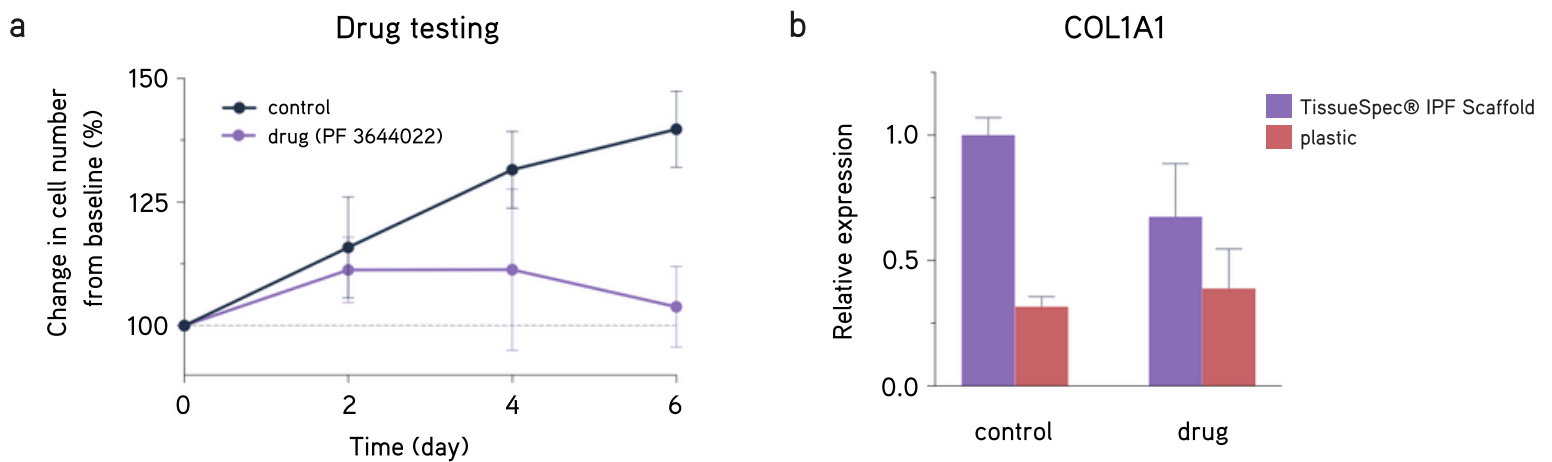 a
Drug testing
150
125
100
Change in cell number
from baseline (%)
control
drug (PF 3644022)
0 2 4 6
Time (day)
b
COL1A1
1.0
0.5
0.0
Relative expression
TissueSpec® IPF Scaffold
plastic
control drug